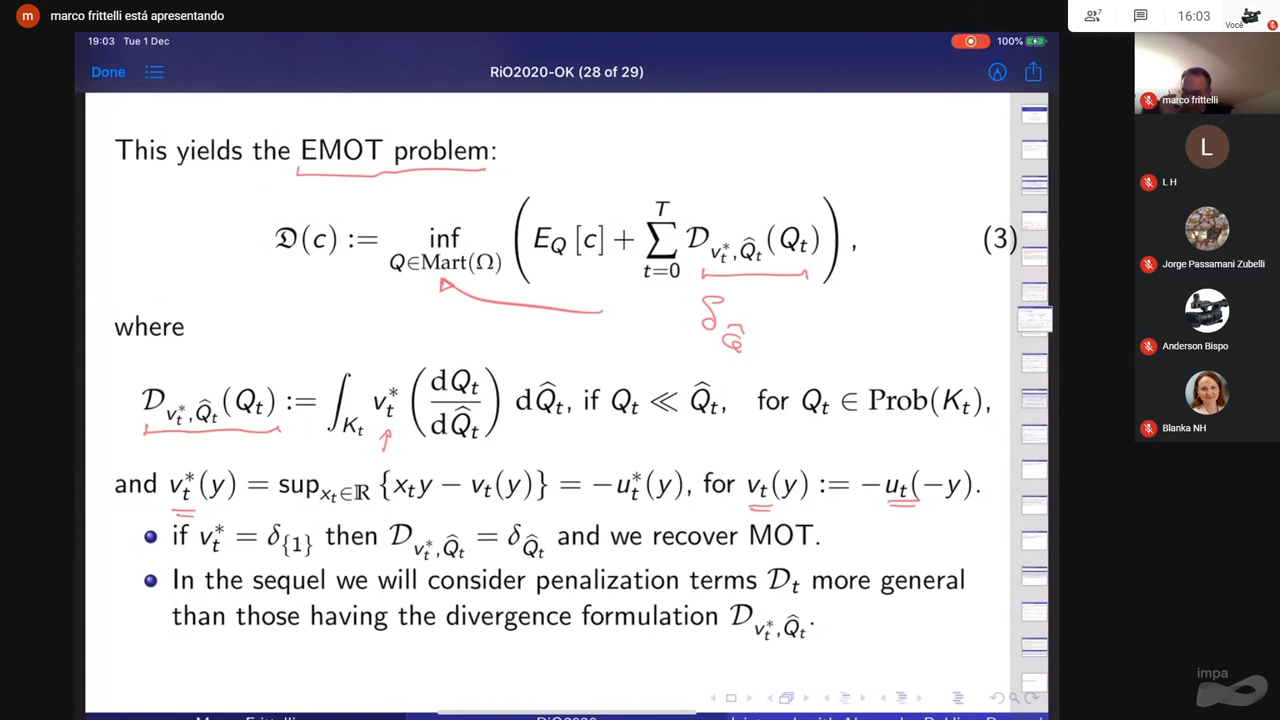 m marco frittelli está apresentando
7 16:03 Você
19:03 Tue 1 Dec 100%
Done RiO2020-OK (28 of 29)
This yields the EMOT problem:
𝔇(c) := inf_{Q∈Mart(Ω)} ( E_Q [c] + ∑_{t=0}^{T} 𝒟_{v_t^*, Q̂_t}(Q_t) ) , (3)
δ_Q̂
where
𝒟_{v_t^*, Q̂_t}(Q_t) := ∫_{K_t} v_t^* ( dQ_t / dQ̂_t ) dQ̂_t, if Q_t ≪ Q̂_t, for Q_t ∈ Prob(K_t),
and v_t^*(y) = sup_{x_t∈ℝ} {x_t y − v_t(y)} = −u_t^*(y), for v_t(y) := −u_t(−y).
if v_t^* = δ_{{1}} then 𝒟_{v_t^*, Q̂_t} = δ_{Q̂_t} and we recover MOT.
In the sequel we will consider penalization terms 𝒟_t more general
than those having the divergence formulation 𝒟_{v_t^*, Q̂_t}.
marco frittelli
L
L H
Jorge Passamani Zubelli
Anderson Bispo
Blanka NH
impa